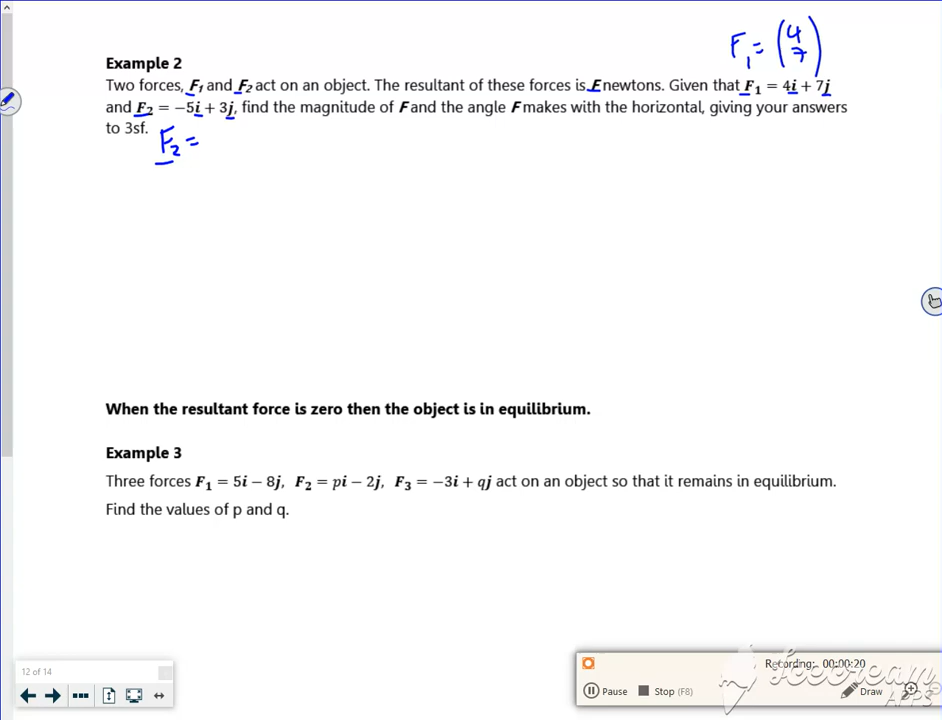 F₁ = (4
7)
Example 2
Two forces, F₁ and F₂ act on an object. The resultant of these forces is F newtons. Given that F₁ = 4i + 7j
and F₂ = −5i + 3j, find the magnitude of F and the angle F makes with the horizontal, giving your answers
to 3sf.
F₂ =
When the resultant force is zero then the object is in equilibrium.
Example 3
Three forces F₁ = 5i − 8j, F₂ = pi − 2j, F₃ = −3i + qj act on an object so that it remains in equilibrium.
Find the values of p and q.
12 of 14
Recording: 00:00:20
Pause Stop (F8) Draw
Icecream
APPS